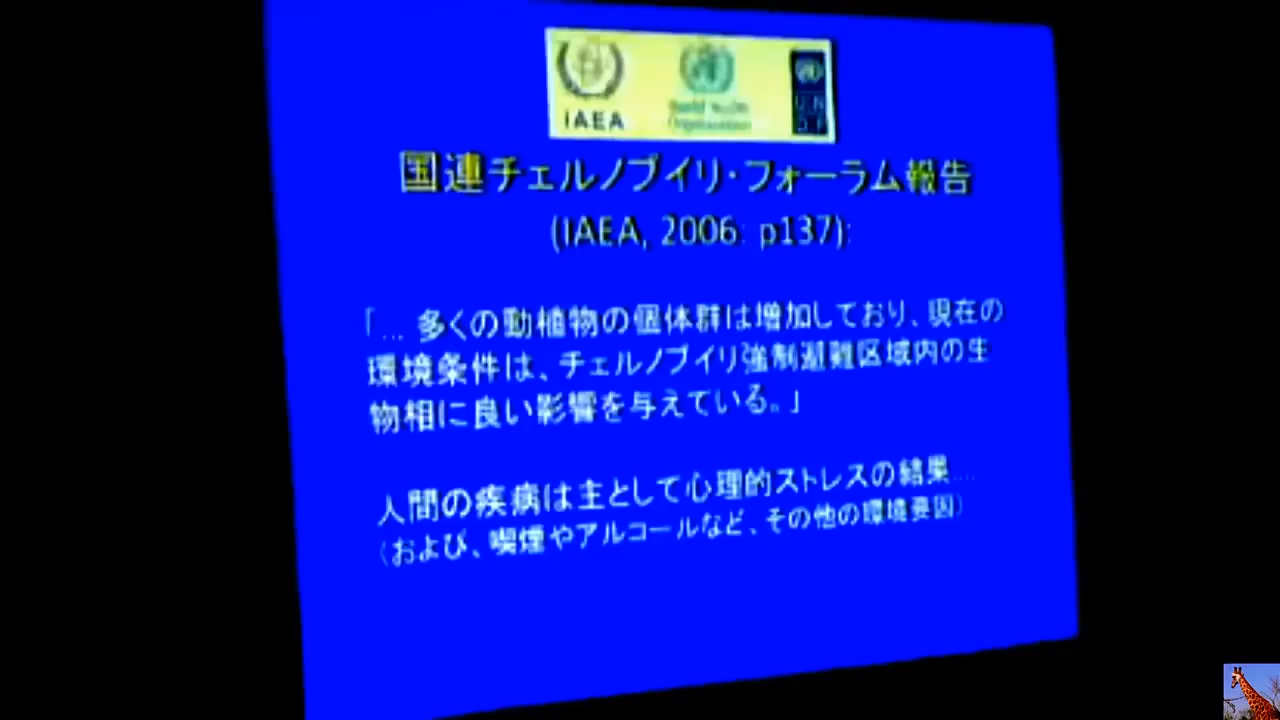 IAEA
World Health
Organization
UN
DP
国連チェルノブイリ・フォーラム報告
(IAEA, 2006: p137):
「... 多くの動植物の個体群は増加しており、現在の
環境条件は、チェルノブイリ強制避難区域内の生
物相に良い影響を与えている。」
人間の疾病は主として心理的ストレスの結果....
（および、喫煙やアルコールなど、その他の環境要因）